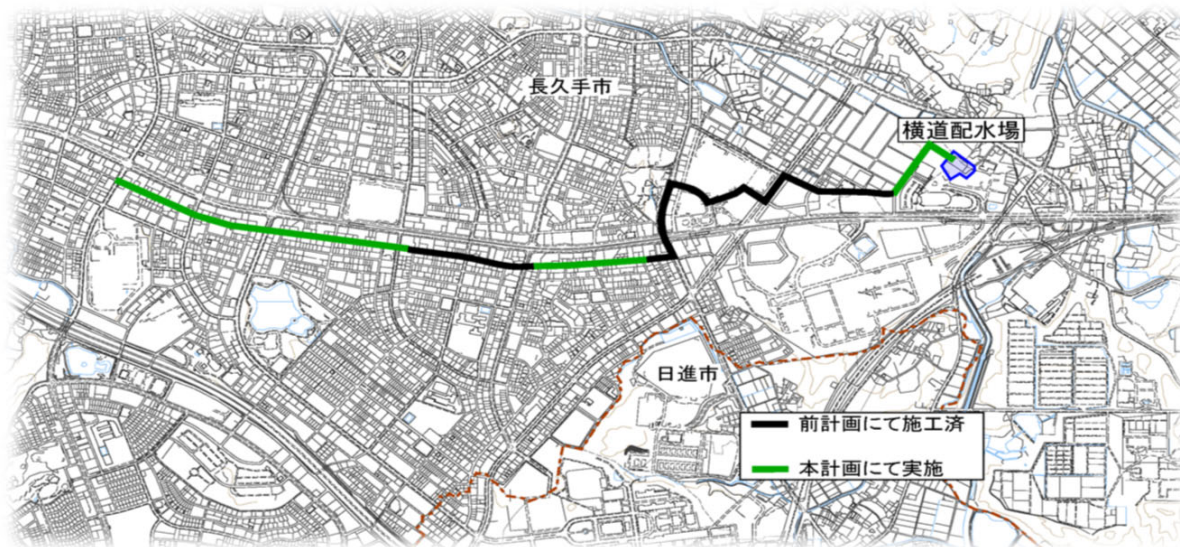 長久手市
横道配水場
日進市
前計画にて施工済
本計画にて実施